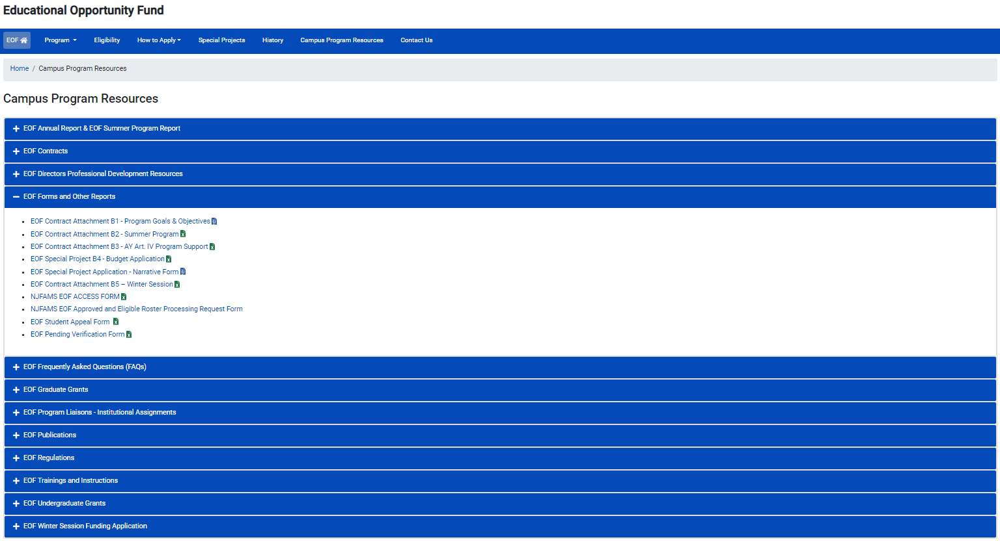 Educational Opportunity Fund
EOF Program Eligibility How to Apply Special Projects History Campus Program Resources Contact Us
Home / Campus Program Resources
Campus Program Resources
EOF Annual Report & EOF Summer Program Report
EOF Contracts
EOF Directors Professional Development Resources
EOF Forms and Other Reports
EOF Contract Attachment B1 - Program Goals & Objectives
EOF Contract Attachment B2 - Summer Program
EOF Contract Attachment B3 - AY Art. IV Program Support
EOF Special Project B4 - Budget Application
EOF Special Project Application - Narrative Form
EOF Contract Attachment B5 – Winter Session
NJFAMS EOF ACCESS FORM
NJFAMS EOF Approved and Eligible Roster Processing Request Form
EOF Student Appeal Form
EOF Pending Verification Form
EOF Frequently Asked Questions (FAQs)
EOF Graduate Grants
EOF Program Liaisons - Institutional Assignments
EOF Publications
EOF Regulations
EOF Trainings and Instructions
EOF Undergraduate Grants
EOF Winter Session Funding Application